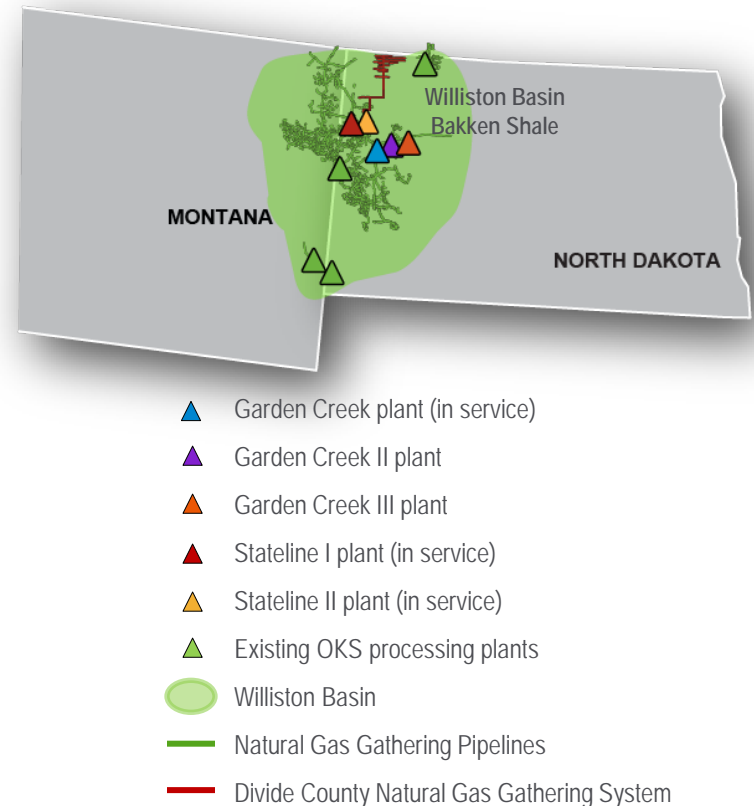 Williston Basin
Bakken Shale
MONTANA
NORTH DAKOTA
Garden Creek plant (in service)
Garden Creek II plant
Garden Creek III plant
Stateline I plant (in service)
Stateline II plant (in service)
Existing OKS processing plants
Williston Basin
Natural Gas Gathering Pipelines
Divide County Natural Gas Gathering System